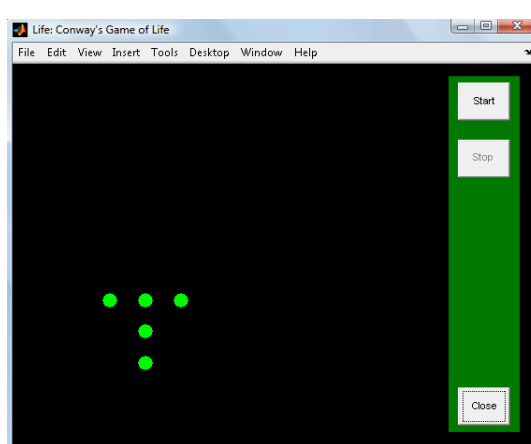 Life: Conway's Game of Life
File Edit View Insert Tools Desktop Window Help
Start
Stop
Close